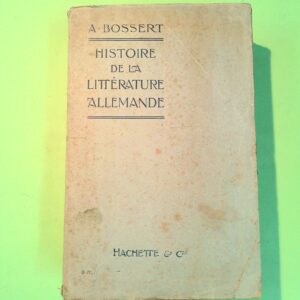 A·BOSSERT
HISTOIRE
DE LA
LITTÉRATURE
ALLEMANDE
HACHETTE & Cie